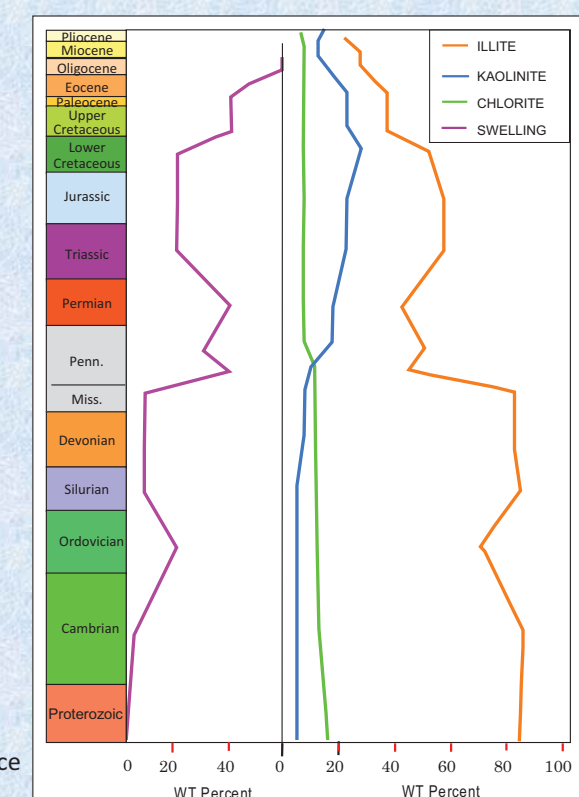 Pliocene
Miocene
Oligocene
Eocene
Paleocene
Upper
Cretaceous
Lower
Cretaceous
Jurassic
Triassic
Permian
Penn.
Miss.
Devonian
Silurian
Ordovician
Cambrian
Proterozoic
ILLITE
KAOLINITE
CHLORITE
SWELLING
0 20 40 0 20 40 60 80 100
WT Percent WT Percent
ce